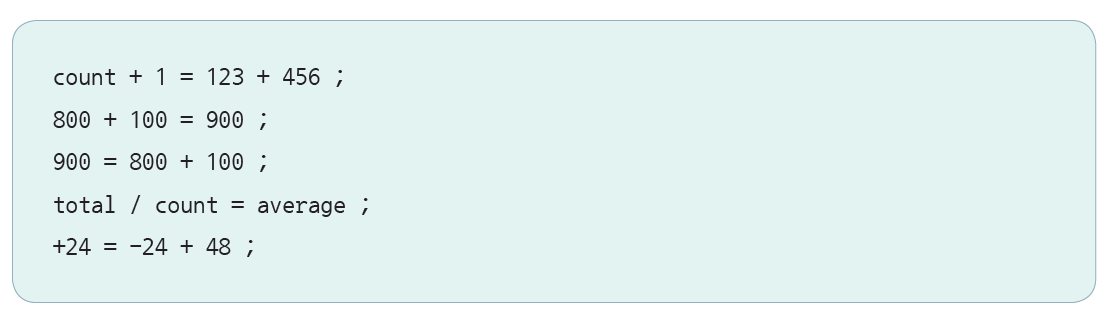 count + 1 = 123 + 456 ;
800 + 100 = 900 ;
900 = 800 + 100 ;
total / count = average ;
+24 = −24 + 48 ;